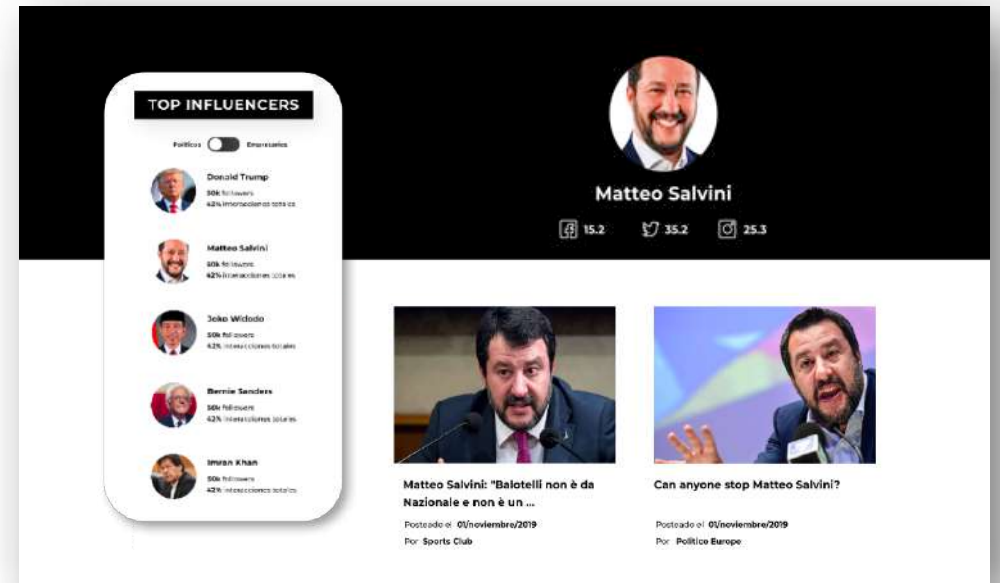 TOP INFLUENCERS
Políticos Empresarios
Donald Trump
50k followers
42% interacciones totales
Matteo Salvini
50k followers
42% interacciones totales
Joko Widodo
50k followers
42% interacciones totales
Bernie Sanders
50k followers
42% interacciones totales
Imran Khan
50k followers
42% interacciones totales
Matteo Salvini
15.2 35.2 25.3
Matteo Salvini: "Balotelli non è da
Nazionale e non è un ...
Posteado el 01/noviembre/2019
Por Sports Club
Can anyone stop Matteo Salvini?
Posteado el 01/noviembre/2019
Por Politico Europe